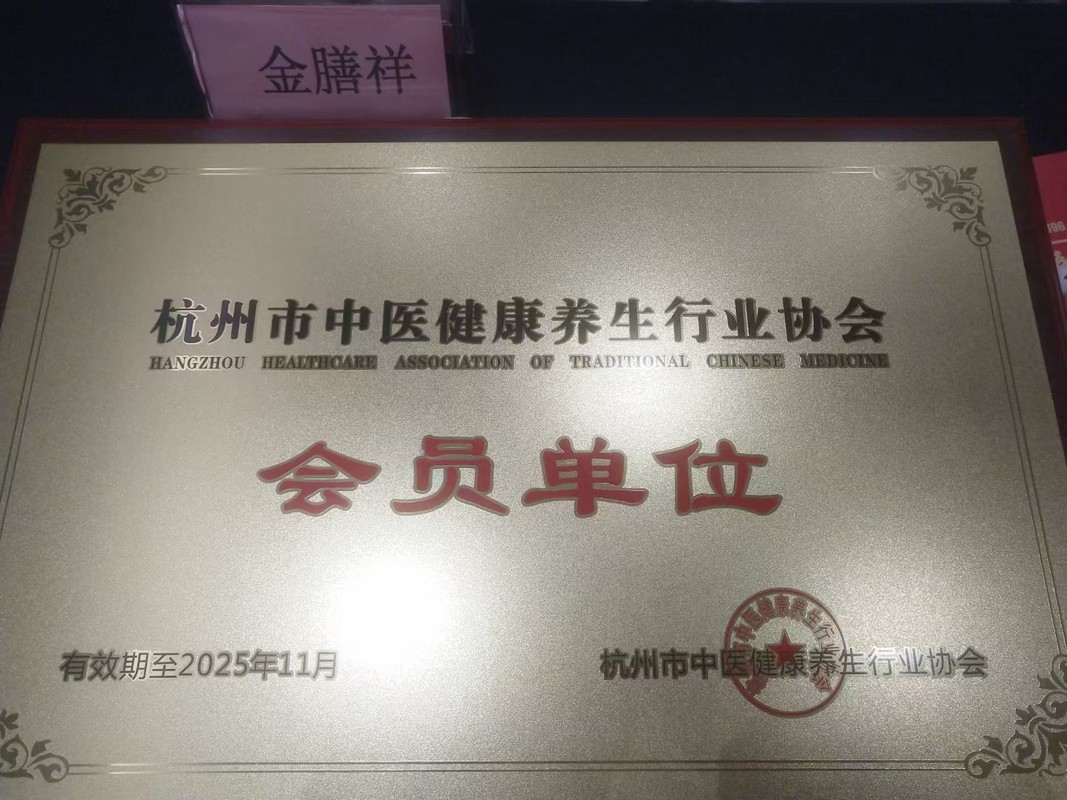 金膳祥
杭州市中医健康养生行业协会
HANGZHOU HEALTHCARE ASSOCIATION OF TRADITIONAL CHINESE MEDICINE
会员单位
有效期至2025年11月
杭州市中医健康养生行业协会